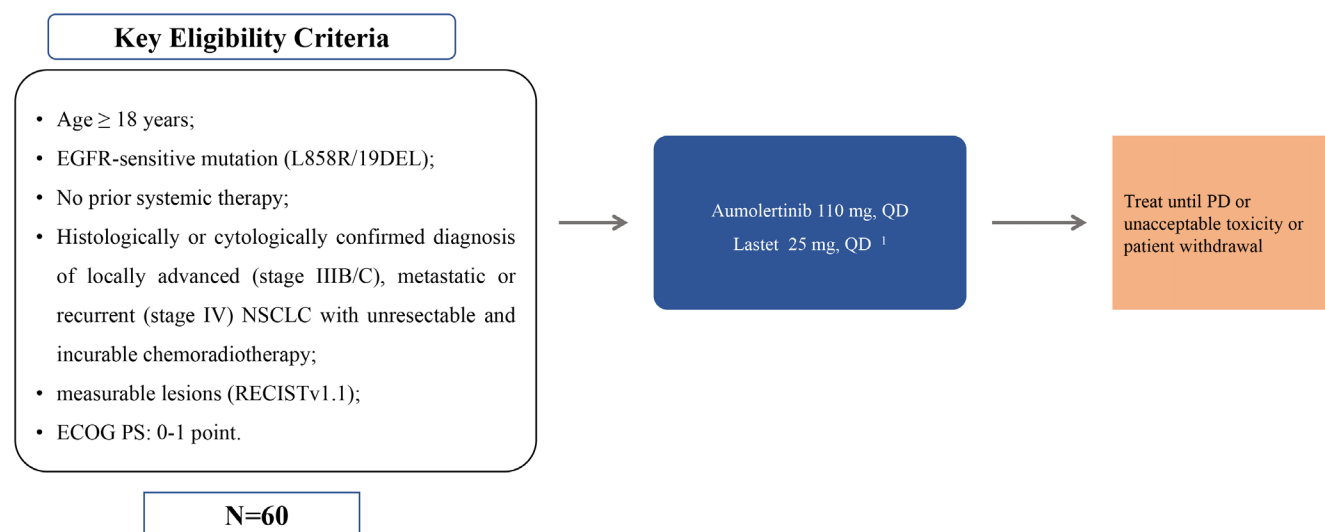 Key Eligibility Criteria
• Age ≥ 18 years;
• EGFR-sensitive mutation (L858R/19DEL);
• No prior systemic therapy;
• Histologically or cytologically confirmed diagnosis
of locally advanced (stage IIIB/C), metastatic or
recurrent (stage IV) NSCLC with unresectable and
incurable chemoradiotherapy;
• measurable lesions (RECISTv1.1);
• ECOG PS: 0-1 point.
N=60
Aumolertinib 110 mg, QD
Lastet 25 mg, QD 1
Treat until PD or
unacceptable toxicity or
patient withdrawal